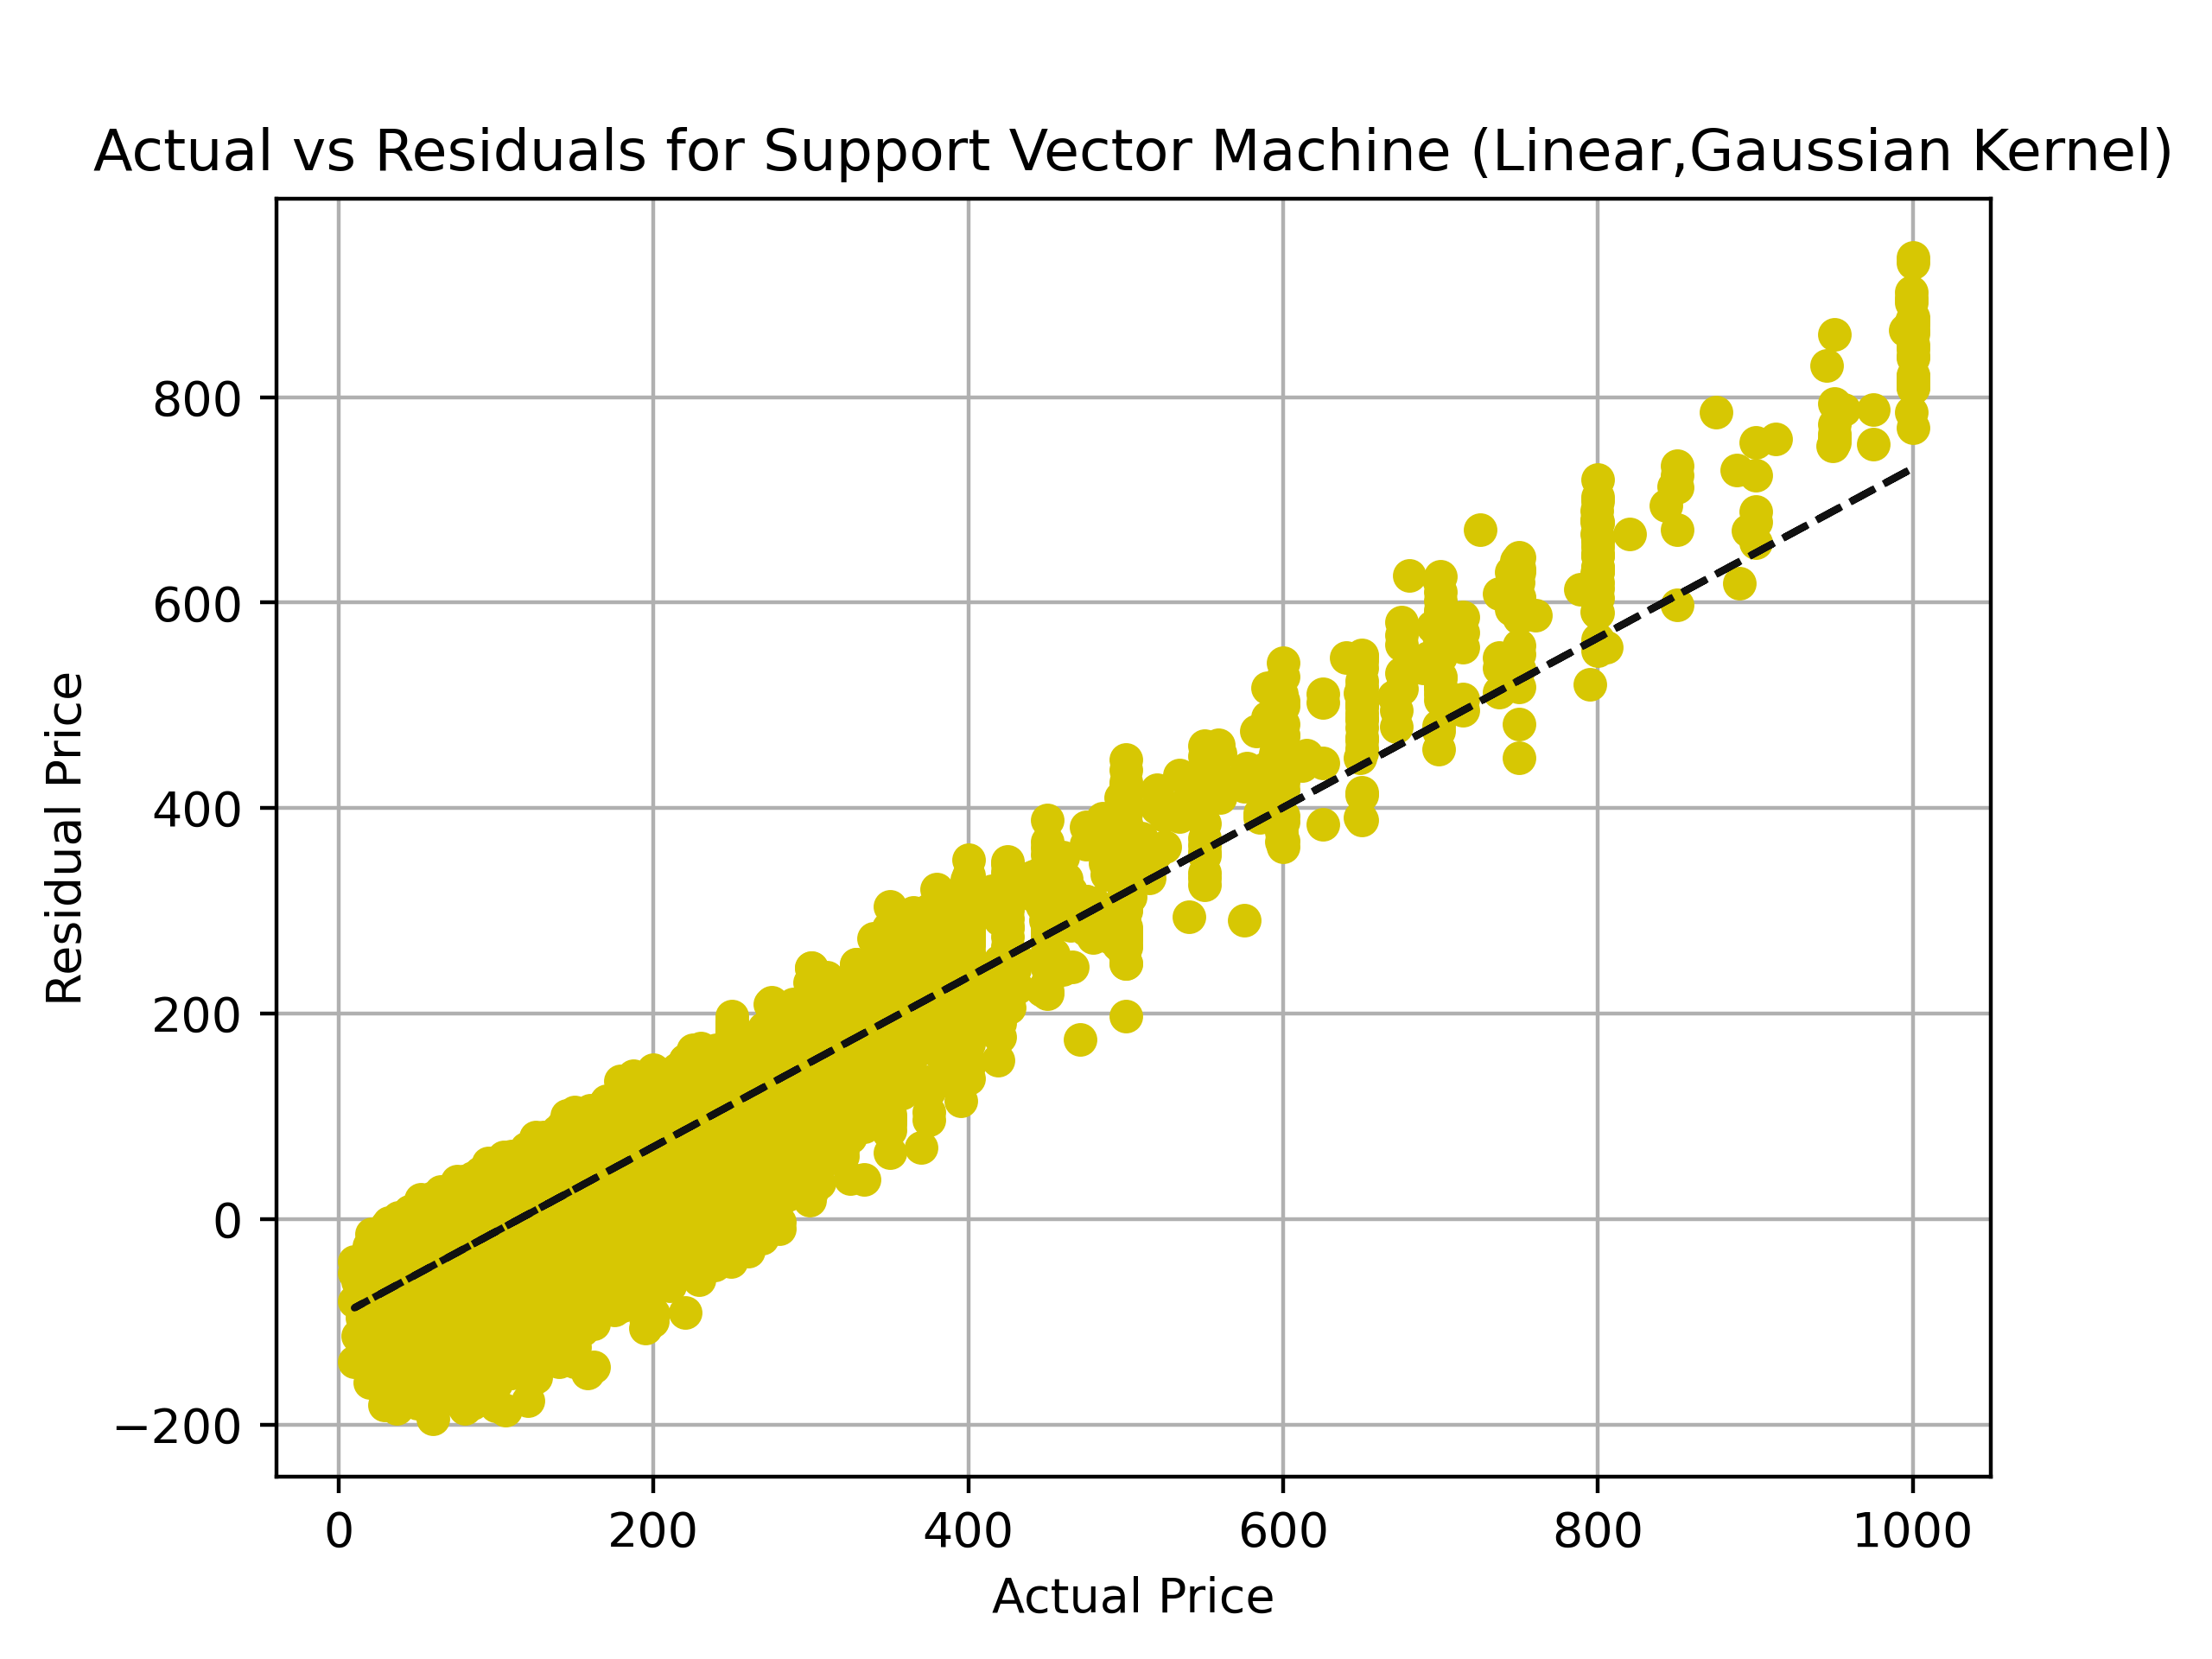 Actual vs Residuals for Support Vector Machine (Linear,Gaussian Kernel)
800
600
400
200
0
−200
Residual Price
0 200 400 600 800 1000
Actual Price